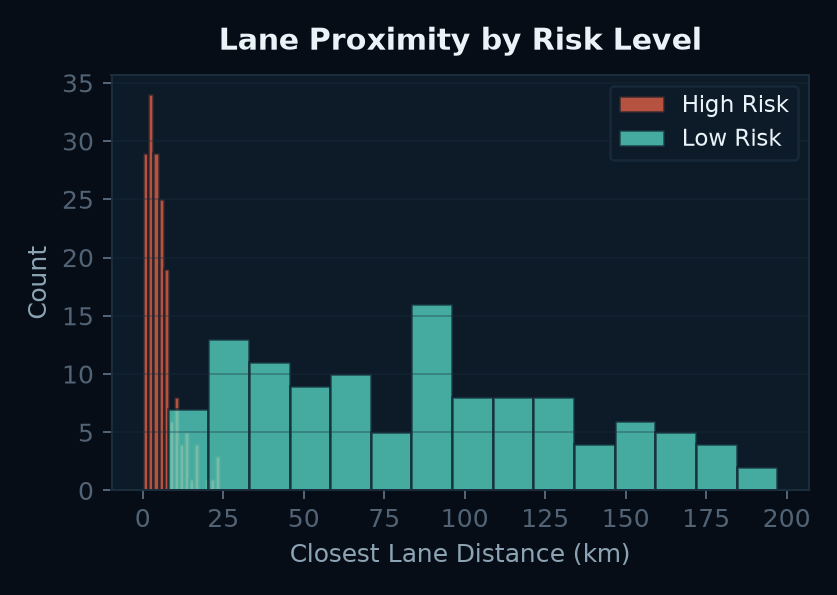 Lane Proximity by Risk Level
High Risk
Low Risk
Count
35
30
25
20
15
10
5
0
0 25 50 75 100 125 150 175 200
Closest Lane Distance (km)